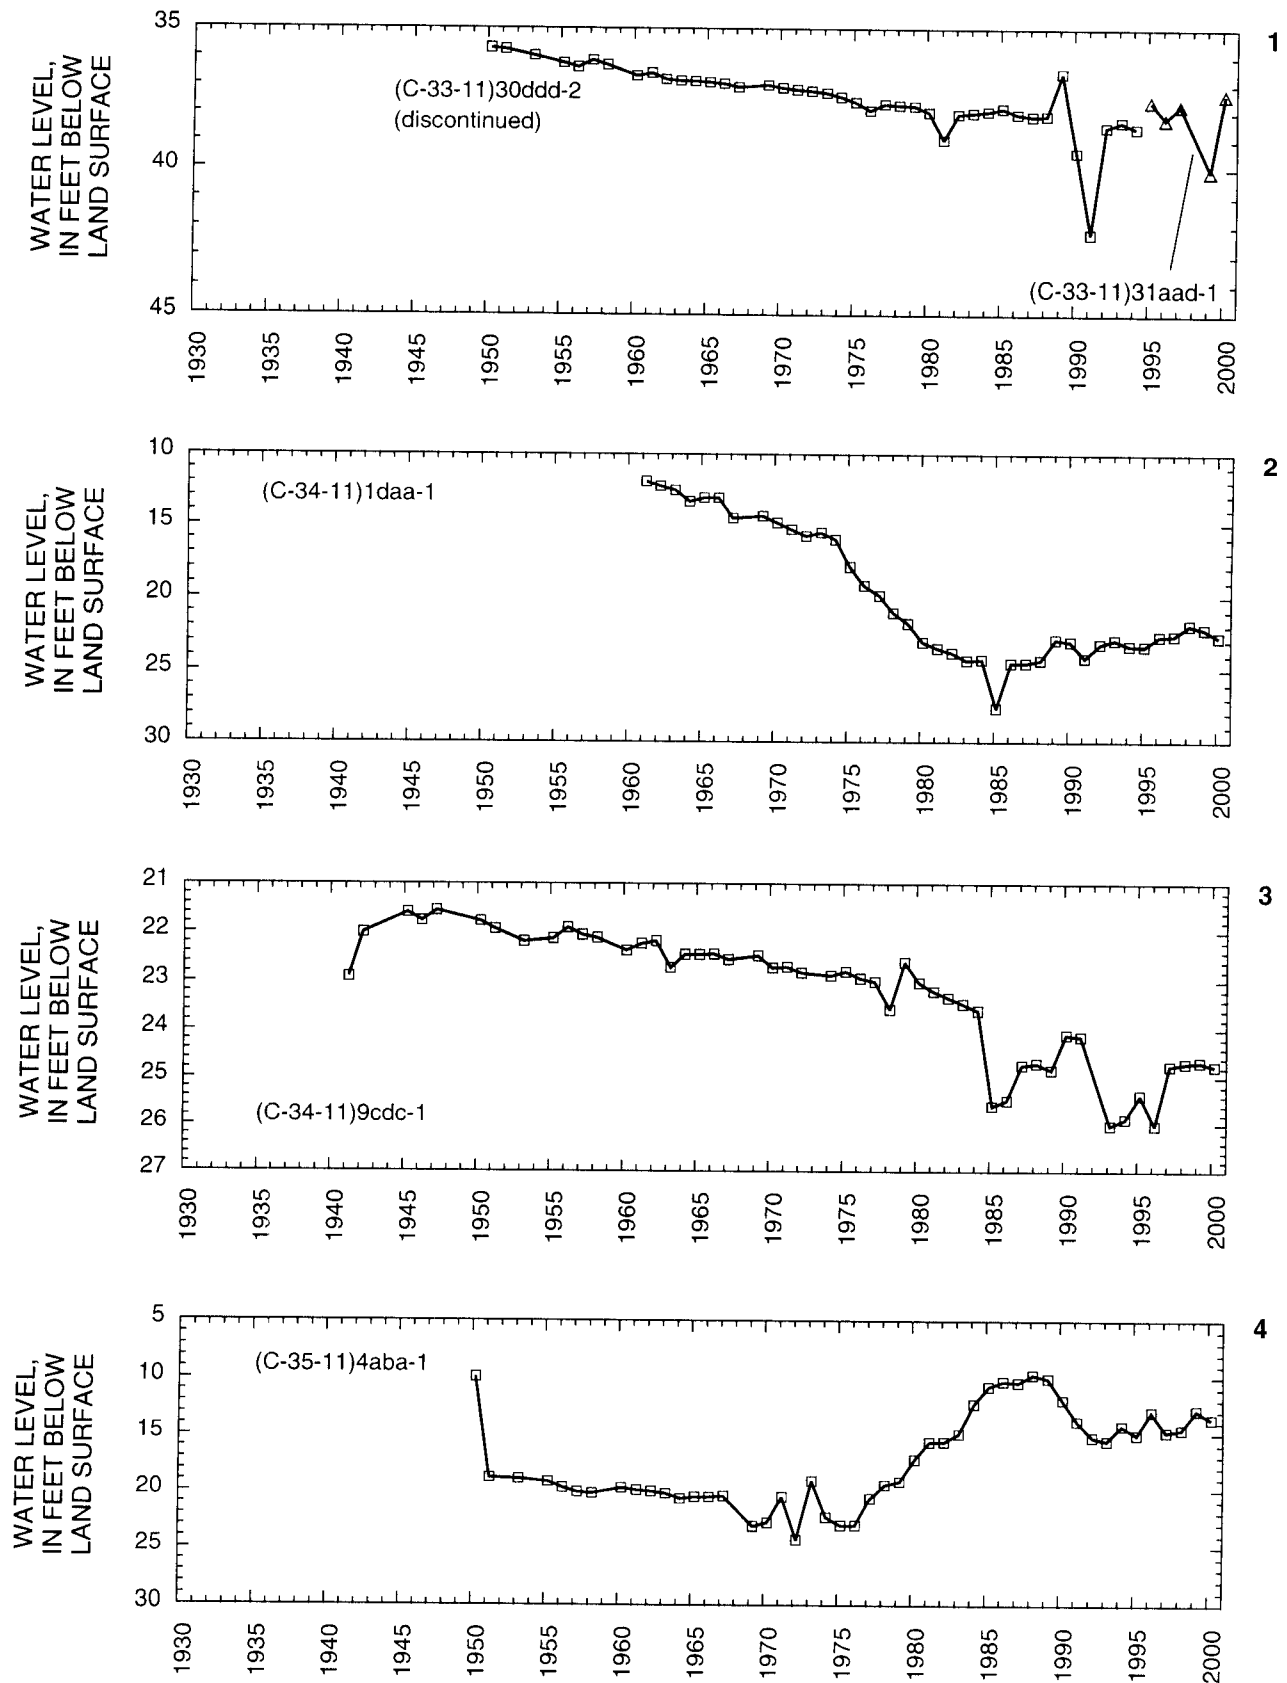 1
35
40
45
WATER LEVEL,
IN FEET BELOW
LAND SURFACE
(C-33-11)30ddd-2
(discontinued)
(C-33-11)31aad-1
1930 1935 1940 1945 1950 1955 1960 1965 1970 1975 1980 1985 1990 1995 2000
2
10
15
20
25
30
WATER LEVEL,
IN FEET BELOW
LAND SURFACE
(C-34-11)1daa-1
1930 1935 1940 1945 1950 1955 1960 1965 1970 1975 1980 1985 1990 1995 2000
3
21
22
23
24
25
26
27
WATER LEVEL,
IN FEET BELOW
LAND SURFACE
(C-34-11)9cdc-1
1930 1935 1940 1945 1950 1955 1960 1965 1970 1975 1980 1985 1990 1995 2000
4
5
10
15
20
25
30
WATER LEVEL,
IN FEET BELOW
LAND SURFACE
(C-35-11)4aba-1
1930 1935 1940 1945 1950 1955 1960 1965 1970 1975 1980 1985 1990 1995 2000